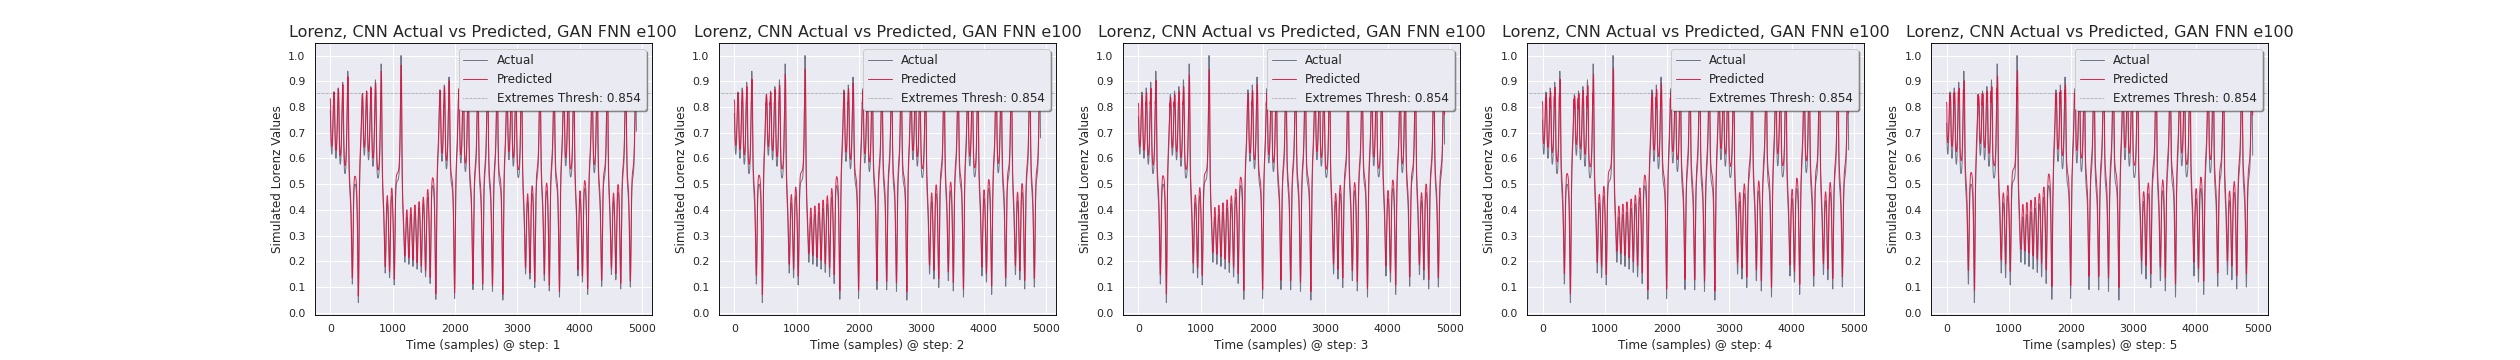 Lorenz, CNN Actual vs Predicted, GAN FNN e100
Simulated Lorenz Values
1.0
0.9
0.8
0.7
0.6
0.5
0.4
0.3
0.2
0.1
0.0
Actual
Predicted
Extremes Thresh: 0.854
0 1000 2000 3000 4000 5000
Time (samples) @ step: 1
Lorenz, CNN Actual vs Predicted, GAN FNN e100
Simulated Lorenz Values
1.0
0.9
0.8
0.7
0.6
0.5
0.4
0.3
0.2
0.1
0.0
Actual
Predicted
Extremes Thresh: 0.854
0 1000 2000 3000 4000 5000
Time (samples) @ step: 2
Lorenz, CNN Actual vs Predicted, GAN FNN e100
Simulated Lorenz Values
1.0
0.9
0.8
0.7
0.6
0.5
0.4
0.3
0.2
0.1
0.0
Actual
Predicted
Extremes Thresh: 0.854
0 1000 2000 3000 4000 5000
Time (samples) @ step: 3
Lorenz, CNN Actual vs Predicted, GAN FNN e100
Simulated Lorenz Values
1.0
0.9
0.8
0.7
0.6
0.5
0.4
0.3
0.2
0.1
0.0
Actual
Predicted
Extremes Thresh: 0.854
0 1000 2000 3000 4000 5000
Time (samples) @ step: 4
Lorenz, CNN Actual vs Predicted, GAN FNN e100
Simulated Lorenz Values
1.0
0.9
0.8
0.7
0.6
0.5
0.4
0.3
0.2
0.1
0.0
Actual
Predicted
Extremes Thresh: 0.854
0 1000 2000 3000 4000 5000
Time (samples) @ step: 5